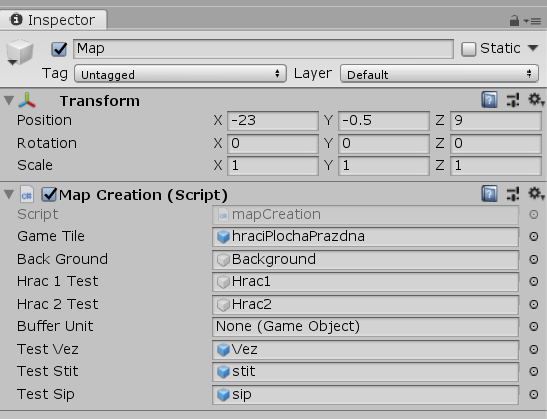 Inspector
Map
Static
Tag Untagged Layer Default
Transform
Position X -23 Y -0.5 Z 9
Rotation X 0 Y 0 Z 0
Scale X 1 Y 1 Z 1
Map Creation (Script)
Script mapCreation
Game Tile hraciPlochaPrazdna
Back Ground Background
Hrac 1 Test Hrac1
Hrac 2 Test Hrac2
Buffer Unit None (Game Object)
Test Vez Vez
Test Stit stit
Test Sip sip